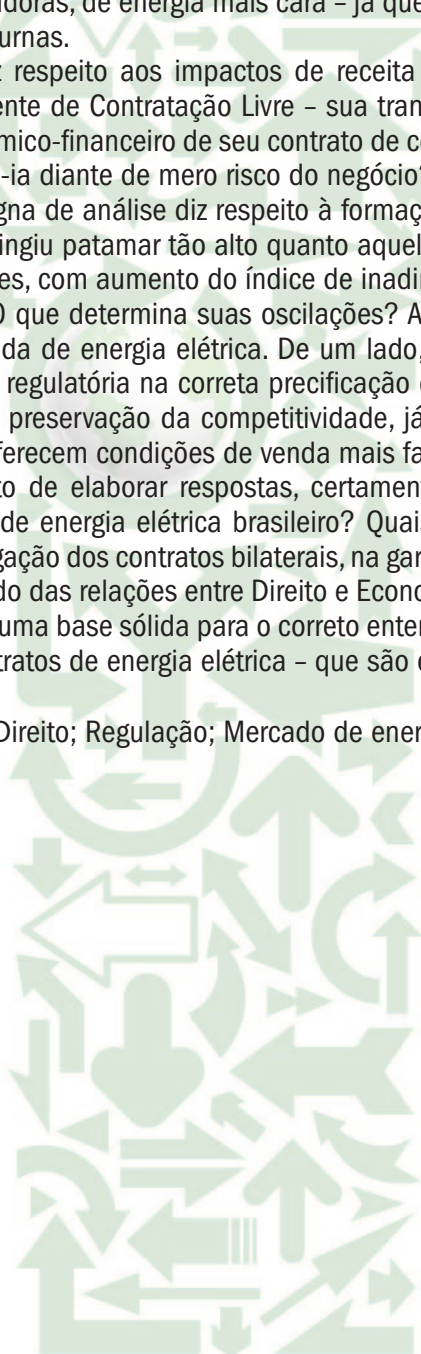 doras, de energia mais cara – já que
urnas.
z respeito aos impactos de receita
ente de Contratação Livre – sua tran
mico-financeiro de seu contrato de c
-ia diante de mero risco do negócio?
gna de análise diz respeito à formaç
ingiu patamar tão alto quanto aquel
es, com aumento do índice de inadi
O que determina suas oscilações? A
da de energia elétrica. De um lado,
regulatória na correta precificação
preservação da competitividade, já
ferecem condições de venda mais fa
to de elaborar respostas, certamen
de energia elétrica brasileiro? Quais
gação dos contratos bilaterais, na gar
do das relações entre Direito e Econo
uma base sólida para o correto enter
tratos de energia elétrica – que são
Direito; Regulação; Mercado de ener